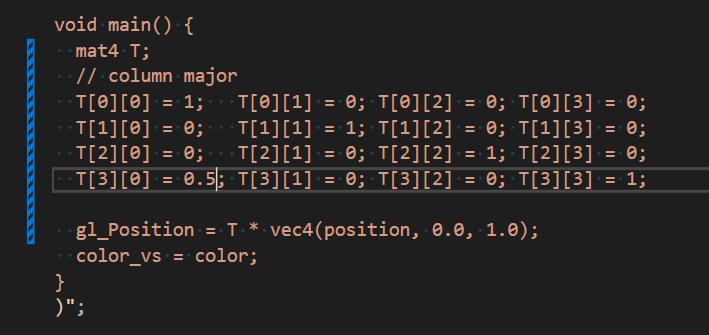 void main() {
mat4 T;
// column major
T[0][0] = 1; T[0][1] = 0; T[0][2] = 0; T[0][3] = 0;
T[1][0] = 0; T[1][1] = 1; T[1][2] = 0; T[1][3] = 0;
T[2][0] = 0; T[2][1] = 0; T[2][2] = 1; T[2][3] = 0;
T[3][0] = 0.5; T[3][1] = 0; T[3][2] = 0; T[3][3] = 1;
gl_Position = T * vec4(position, 0.0, 1.0);
color_vs = color;
}
)";